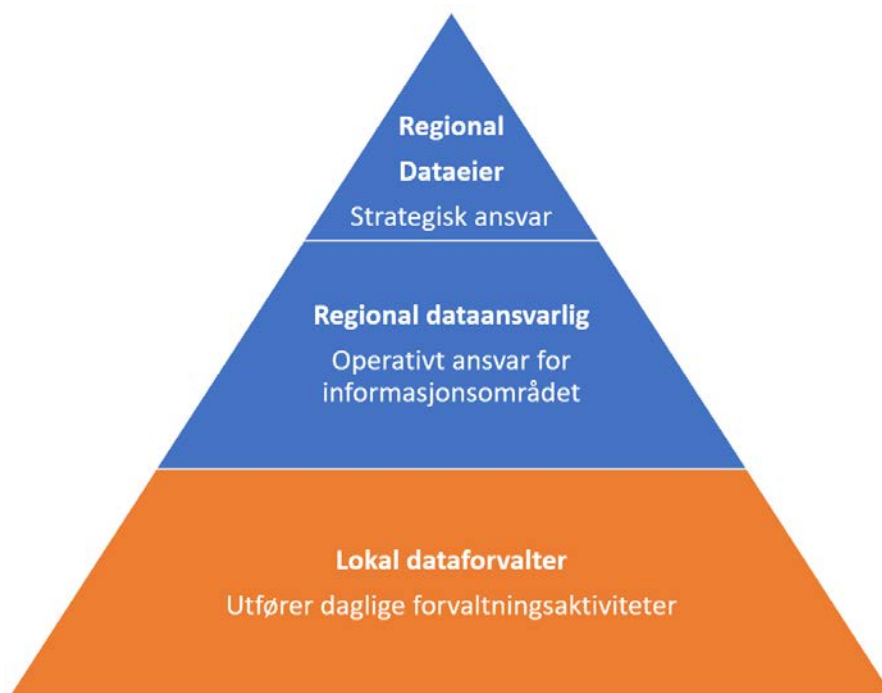 Regional
Dataeier
Strategisk ansvar
Regional dataansvarlig
Operativt ansvar for
informasjonsområdet
Lokal dataforvalter
Utfører daglige forvaltningsaktiviteter